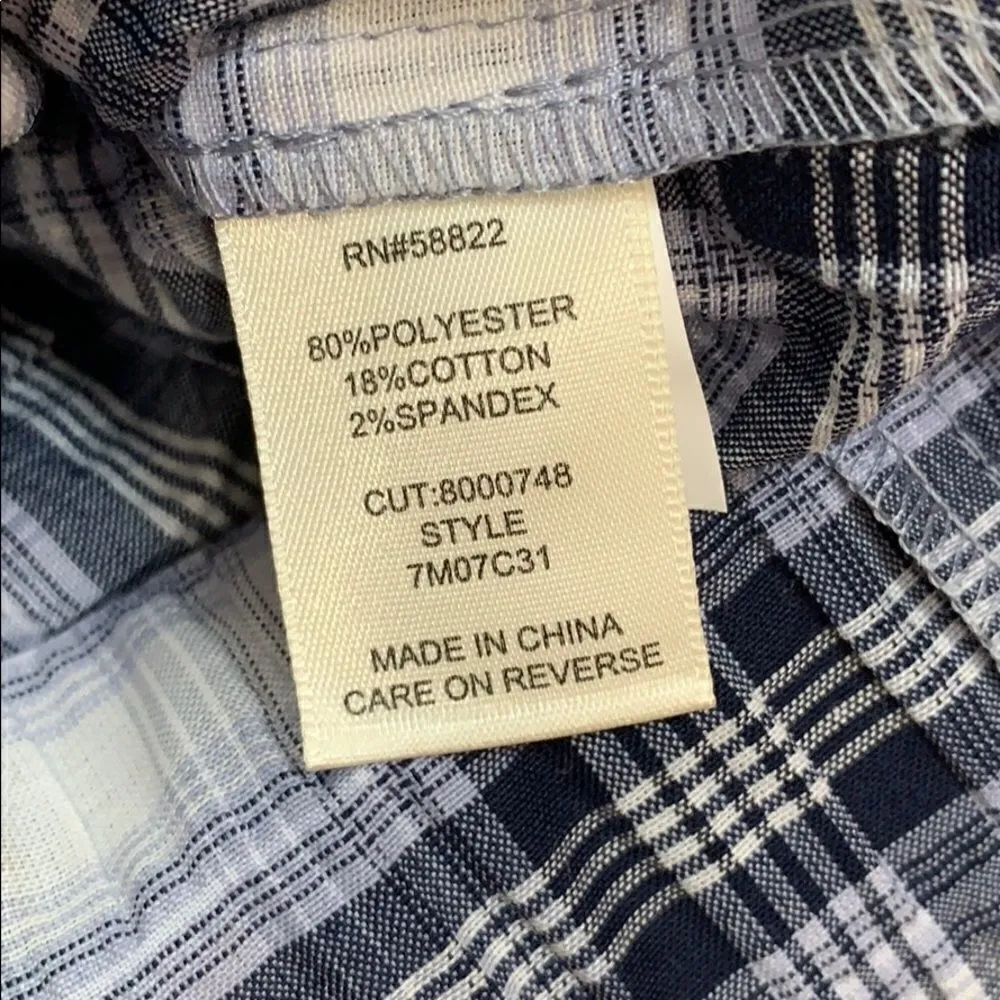 RN#58822
80%POLYESTER
18%COTTON
2%SPANDEX
CUT:8000748
STYLE
7M07C31
MADE IN CHINA
CARE ON REVERSE